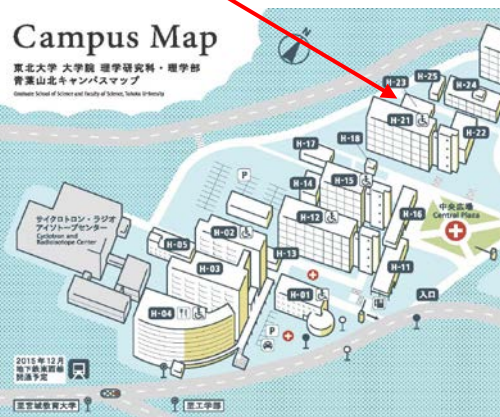 Campus Map
東北大学 大学院 理学研究科・理学部
青葉山北キャンパスマップ
Graduate School of Science and Faculty of Science, Tohoku University
N
H-23
H-25
H-24
H-21
H-22
H-18
H-17
H-15
H-14
P
中央広場
Central Plaza
H-16
H-12
サイクロトロン・ラジオ
アイソトープセンター
Cyclotron and
Radioisotope Center
H-02
H-05
H-13
H-03
H-11
H-01
H-04
入口
P
2015年12月
地下鉄東西線
開通予定
至宮城教育大学
至工学部